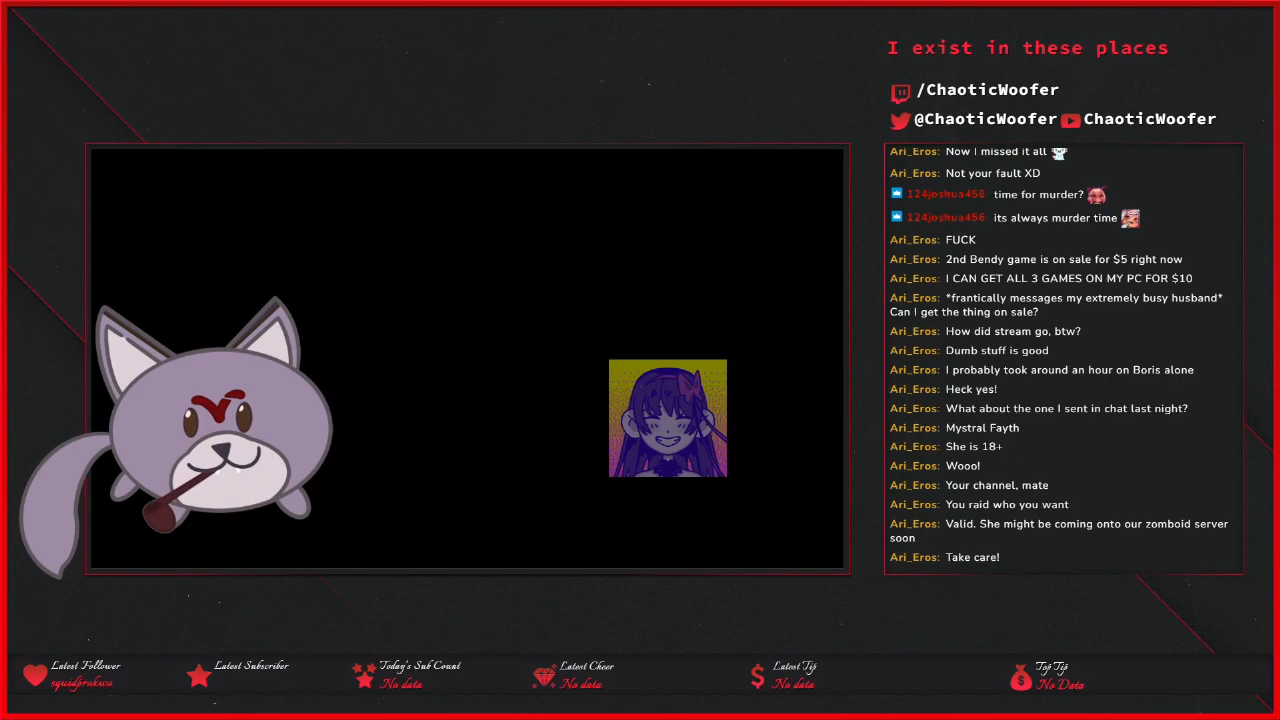 I exist in these places
/ChaoticWoofer
@ChaoticWoofer ChaoticWoofer
Ari_Eros: Now I missed it all
Ari_Eros: Not your fault XD
124joshua456: time for murder?
124joshua456: its always murder time
Ari_Eros: FUCK
Ari_Eros: 2nd Bendy game is on sale for $5 right now
Ari_Eros: I CAN GET ALL 3 GAMES ON MY PC FOR $10
Ari_Eros: *frantically messages my extremely busy husband*
Can I get the thing on sale?
Ari_Eros: How did stream go, btw?
Ari_Eros: Dumb stuff is good
Ari_Eros: I probably took around an hour on Boris alone
Ari_Eros: Heck yes!
Ari_Eros: What about the one I sent in chat last night?
Ari_Eros: Mystral Fayth
Ari_Eros: She is 18+
Ari_Eros: Wooo!
Ari_Eros: Your channel, mate
Ari_Eros: You raid who you want
Ari_Eros: Valid. She might be coming onto our zomboid server
soon
Ari_Eros: Take care!
Latest Follower
squidprokwo
Latest Subscriber
Today's Sub Count
No data
Latest Cheer
No data
Latest Tip
No data
Top Tip
No Data